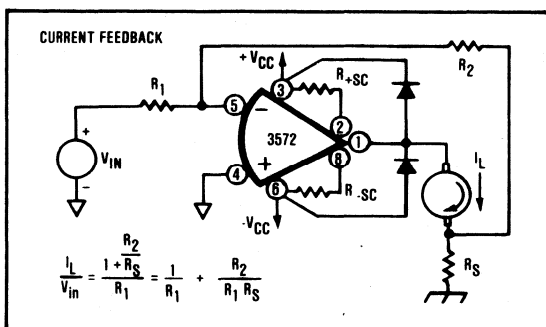 CURRENT FEEDBACK
+VCC
R+SC
R2
R1
3
5
−
2
1
3572
VIN
+
−
4
+
8
6
R-SC
-VCC
IL
RS
IL/Vin = (1+R2/RS)/R1 = 1/R1 + R2/(R1 RS)